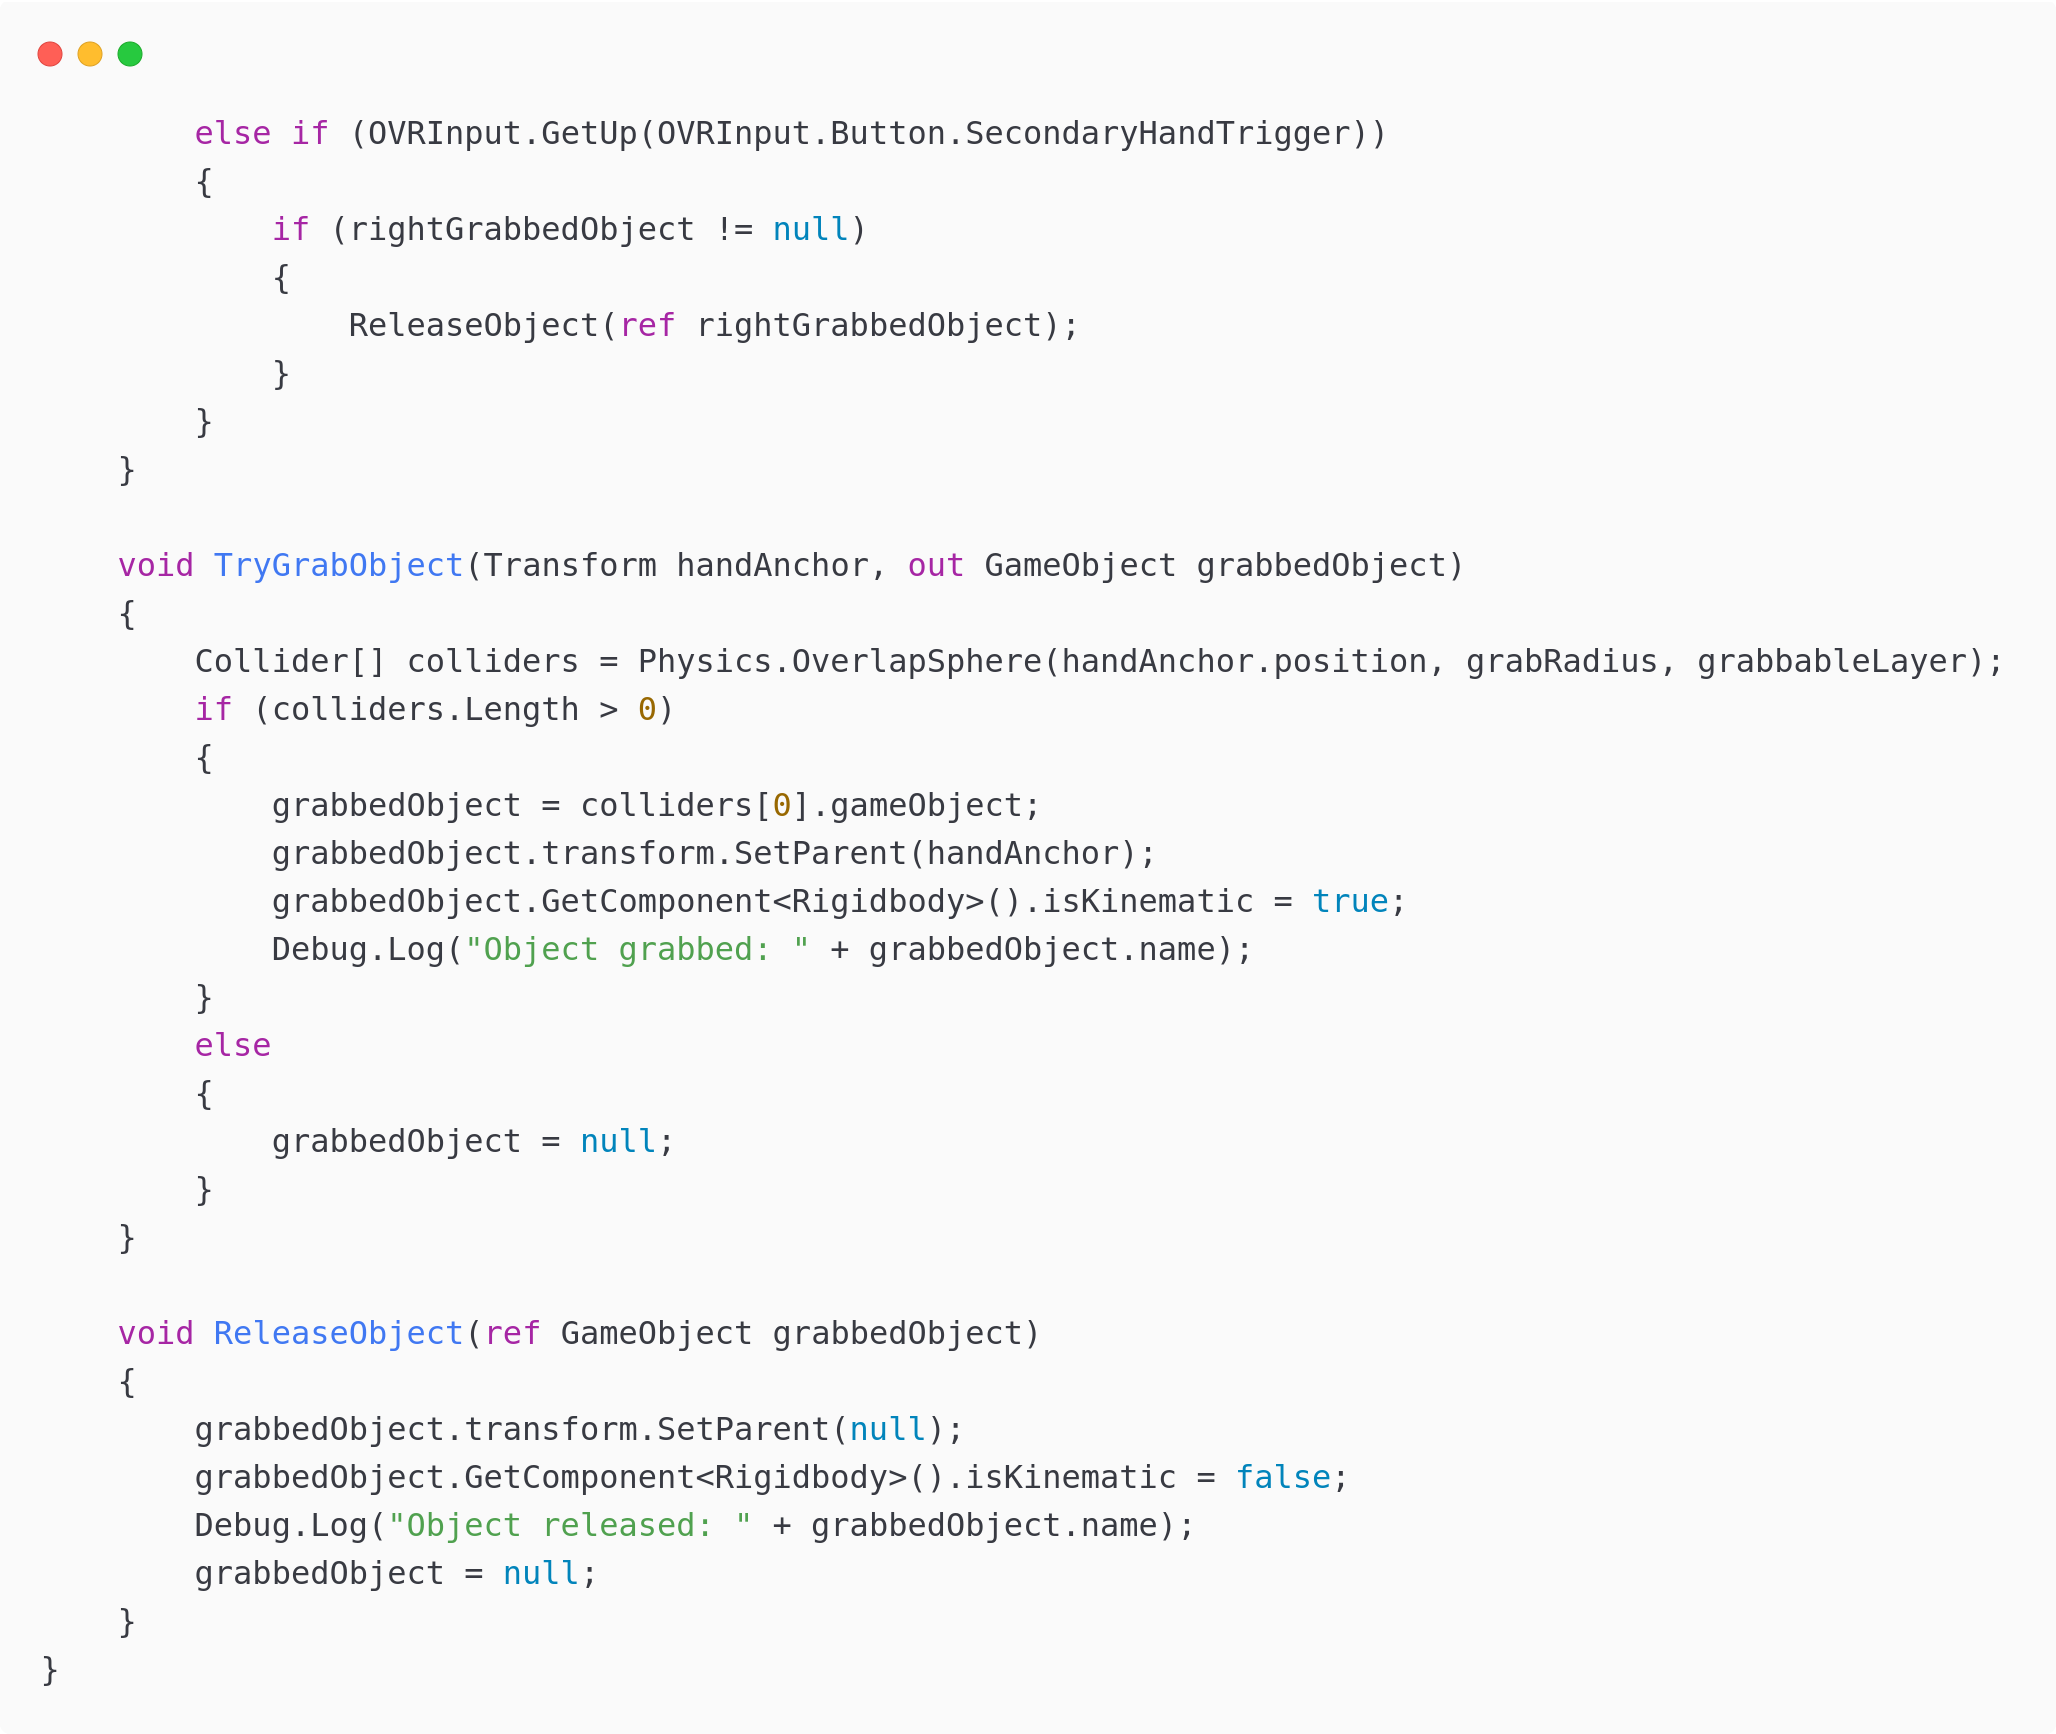 else if (OVRInput.GetUp(OVRInput.Button.SecondaryHandTrigger))
{
if (rightGrabbedObject != null)
{
ReleaseObject(ref rightGrabbedObject);
}
}
}
void TryGrabObject(Transform handAnchor, out GameObject grabbedObject)
{
Collider[] colliders = Physics.OverlapSphere(handAnchor.position, grabRadius, grabbableLayer);
if (colliders.Length > 0)
{
grabbedObject = colliders[0].gameObject;
grabbedObject.transform.SetParent(handAnchor);
grabbedObject.GetComponent<Rigidbody>().isKinematic = true;
Debug.Log("Object grabbed: " + grabbedObject.name);
}
else
{
grabbedObject = null;
}
}
void ReleaseObject(ref GameObject grabbedObject)
{
grabbedObject.transform.SetParent(null);
grabbedObject.GetComponent<Rigidbody>().isKinematic = false;
Debug.Log("Object released: " + grabbedObject.name);
grabbedObject = null;
}
}